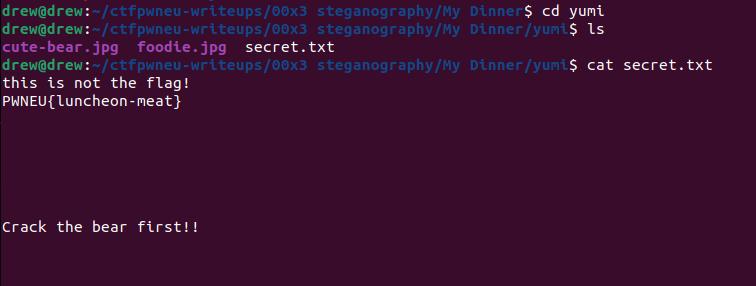 drew@drew:~/ctfpwneu-writeups/00x3 steganography/My Dinner$ cd yumi
drew@drew:~/ctfpwneu-writeups/00x3 steganography/My Dinner/yumi$ ls
cute-bear.jpg  foodie.jpg  secret.txt
drew@drew:~/ctfpwneu-writeups/00x3 steganography/My Dinner/yumi$ cat secret.txt
this is not the flag!
PWNEU{luncheon-meat}
Crack the bear first!!